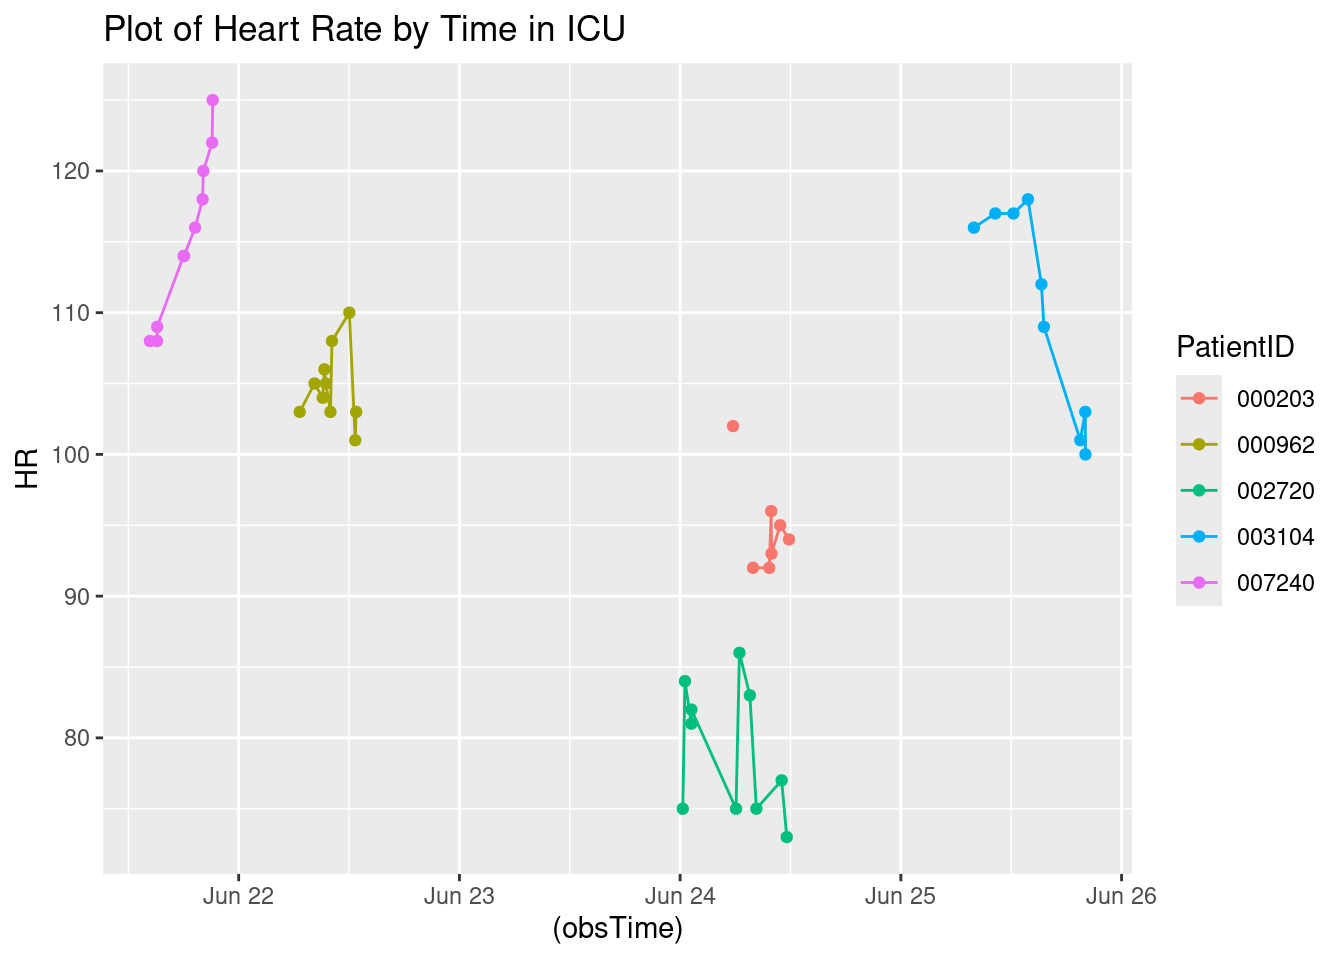 Plot of Heart Rate by Time in ICU
120
110
100
90
80
HR
Jun 22 Jun 23 Jun 24 Jun 25 Jun 26
(obsTime)
PatientID
000203
000962
002720
003104
007240